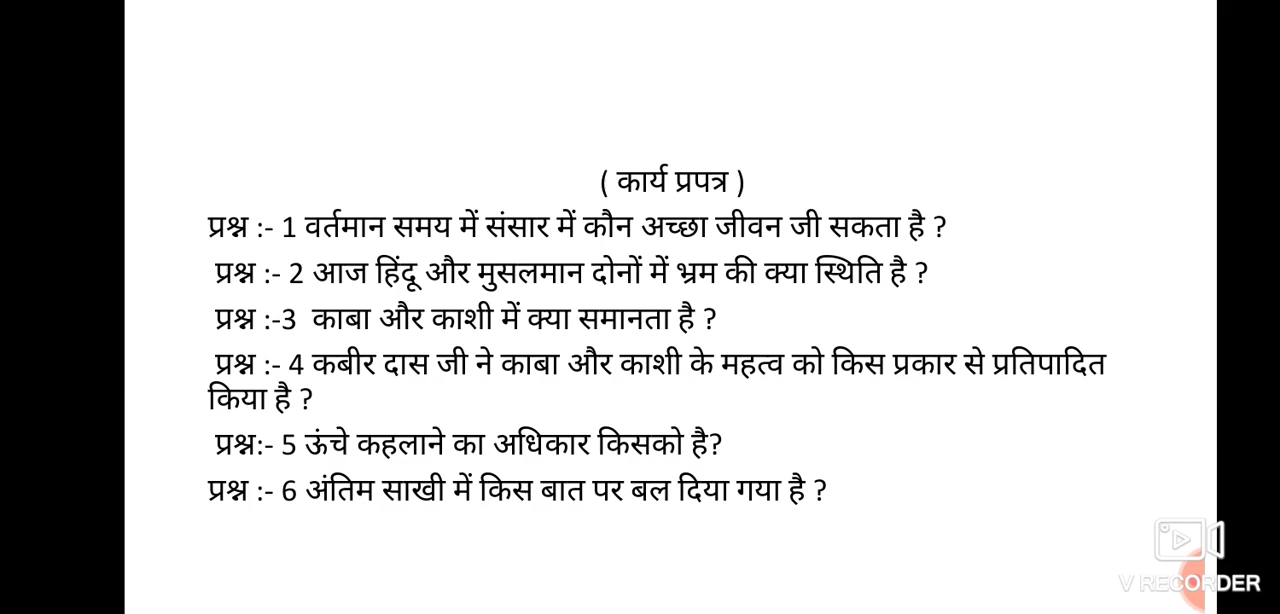 ( कार्य प्रपत्र )
प्रश्न :- 1 वर्तमान समय में संसार में कौन अच्छा जीवन जी सकता है ?
प्रश्न :- 2 आज हिंदू और मुसलमान दोनों में भ्रम की क्या स्थिति है ?
प्रश्न :-3 काबा और काशी में क्या समानता है ?
प्रश्न :- 4 कबीर दास जी ने काबा और काशी के महत्व को किस प्रकार से प्रतिपादित
किया है ?
प्रश्न:- 5 ऊंचे कहलाने का अधिकार किसको है?
प्रश्न :- 6 अंतिम साखी में किस बात पर बल दिया गया है ?
V RECORDER